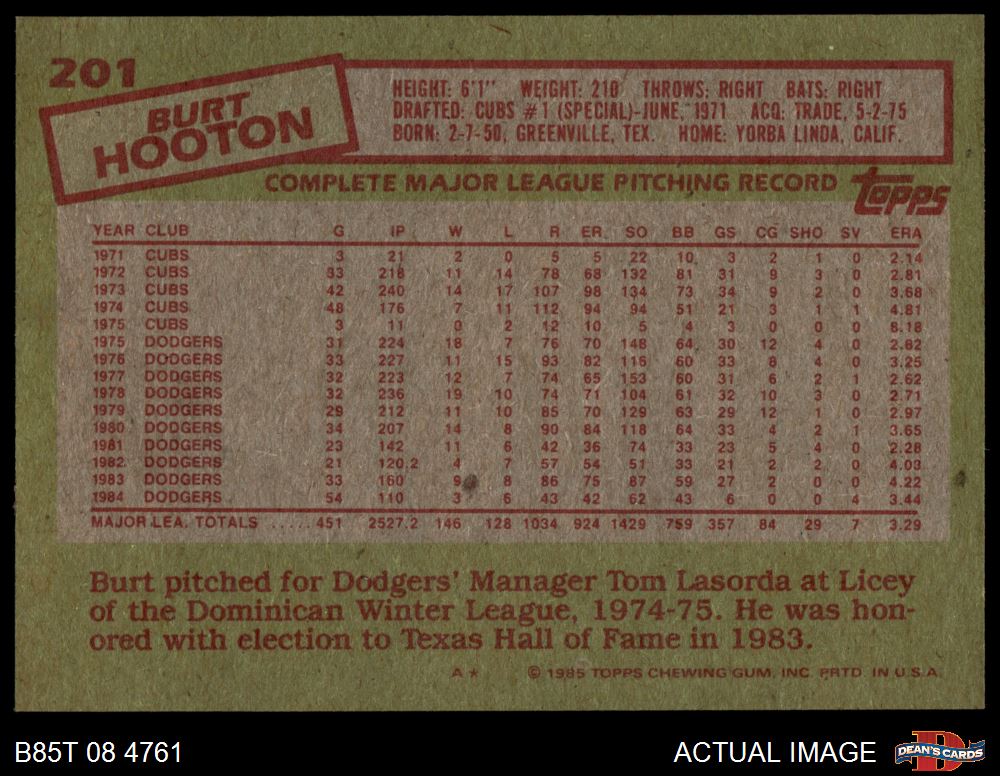 201
BURT
HOOTON
HEIGHT: 6'1" WEIGHT: 210 THROWS: RIGHT BATS: RIGHT
DRAFTED: CUBS #1 (SPECIAL)-JUNE, 1971 ACQ: TRADE, 5-2-75
BORN: 2-7-50, GREENVILLE, TEX. HOME: YORBA LINDA, CALIF.
COMPLETE MAJOR LEAGUE PITCHING RECORD
topps
YEAR CLUB G IP W L R ER SO BB GS CG SHO SV ERA
1971 CUBS 3 21 2 0 5 5 22 10 3 2 1 0 2.14
1972 CUBS 33 218 11 14 78 68 132 81 31 9 3 0 2.81
1973 CUBS 42 240 14 17 107 98 134 73 34 9 2 0 3.68
1974 CUBS 48 176 7 11 112 94 94 51 21 3 1 1 4.81
1975 CUBS 3 11 0 2 12 10 5 4 3 0 0 0 8.18
1975 DODGERS 31 224 18 7 76 70 148 64 30 12 4 0 2.82
1976 DODGERS 33 227 11 15 93 82 116 60 33 8 4 0 3.25
1977 DODGERS 32 223 12 7 74 65 153 60 31 6 2 1 2.62
1978 DODGERS 32 236 19 10 74 71 104 61 32 10 3 0 2.71
1979 DODGERS 29 212 11 10 85 70 129 63 29 12 1 0 2.97
1980 DODGERS 34 207 14 8 90 84 118 64 33 4 2 1 3.65
1981 DODGERS 23 142 11 6 42 36 74 33 23 5 4 0 2.28
1982 DODGERS 21 120.2 4 7 57 54 51 33 21 2 2 0 4.03
1983 DODGERS 33 160 9 8 86 75 87 59 27 2 0 0 4.22
1984 DODGERS 54 110 3 6 43 42 62 43 6 0 0 4 3.44
MAJOR LEA. TOTALS ..... 451 2527.2 146 128 1034 924 1429 759 357 84 29 7 3.29
Burt pitched for Dodgers' Manager Tom Lasorda at Licey
of the Dominican Winter League, 1974-75. He was hon-
ored with election to Texas Hall of Fame in 1983.
A* © 1985 TOPPS CHEWING GUM, INC. PRTD. IN U.S.A.
B85T 08 4761
ACTUAL IMAGE
D
DEAN'S CARDS